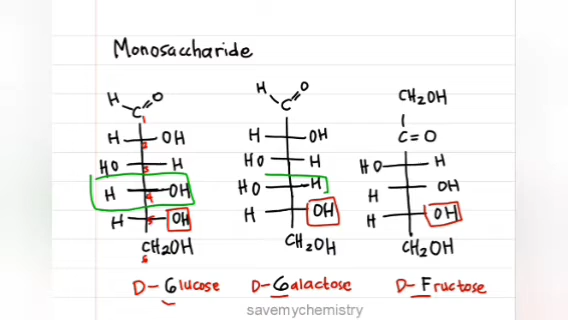 Monosaccharide
H O H O CH2OH
C C
1
H OH H OH C=O
2
HO H HO H HO H
3
H OH HO H H OH
4
H OH H OH H OH
5
CH2OH CH2OH CH2OH
6
D-Glucose D-Galactose D-Fructose
savemychemistry